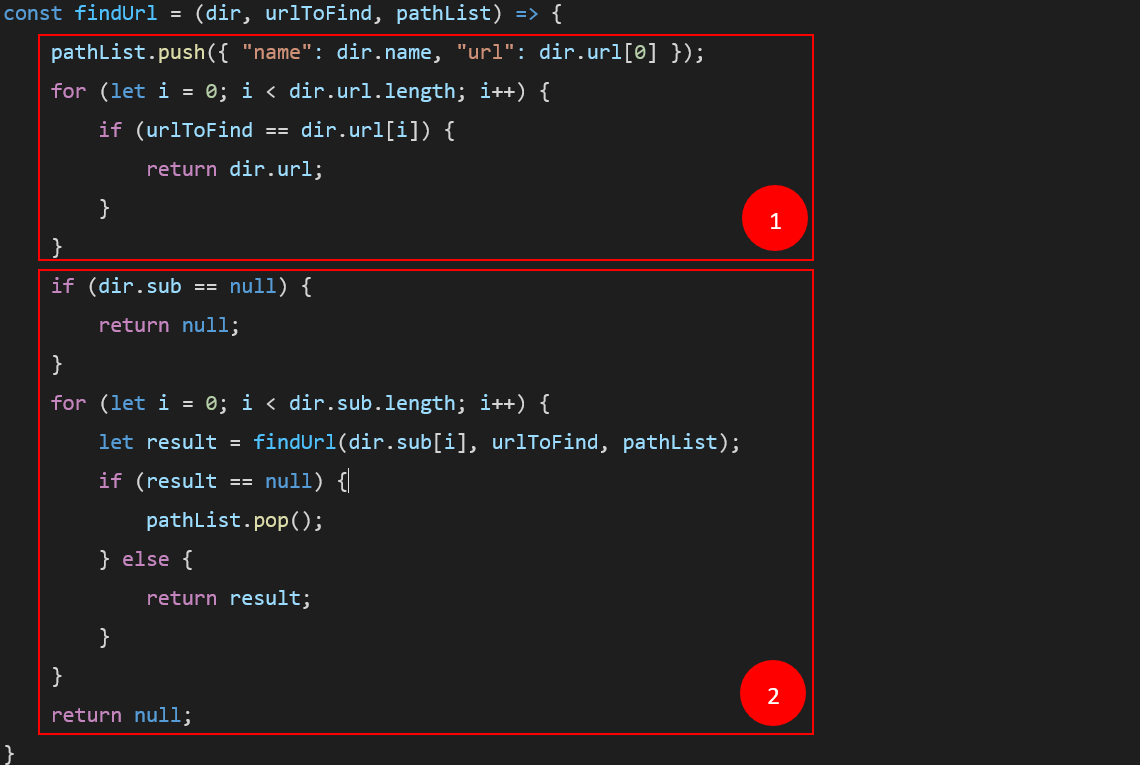 const findUrl = (dir, urlToFind, pathList) => {
    pathList.push({ "name": dir.name, "url": dir.url[0] });
    for (let i = 0; i < dir.url.length; i++) {
        if (urlToFind == dir.url[i]) {
            return dir.url;
        }
    }
1
    if (dir.sub == null) {
        return null;
    }
    for (let i = 0; i < dir.sub.length; i++) {
        let result = findUrl(dir.sub[i], urlToFind, pathList);
        if (result == null) {
            pathList.pop();
        } else {
            return result;
        }
    }
    return null;
2
}